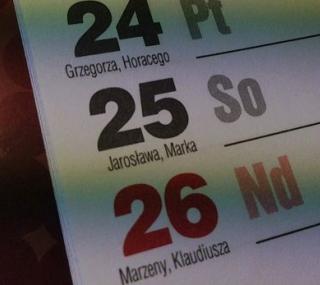 24 Pt
Grzegorza, Horacego
25 So
Jarosława, Marka
26 Nd
Marzeny, Klaudiusza